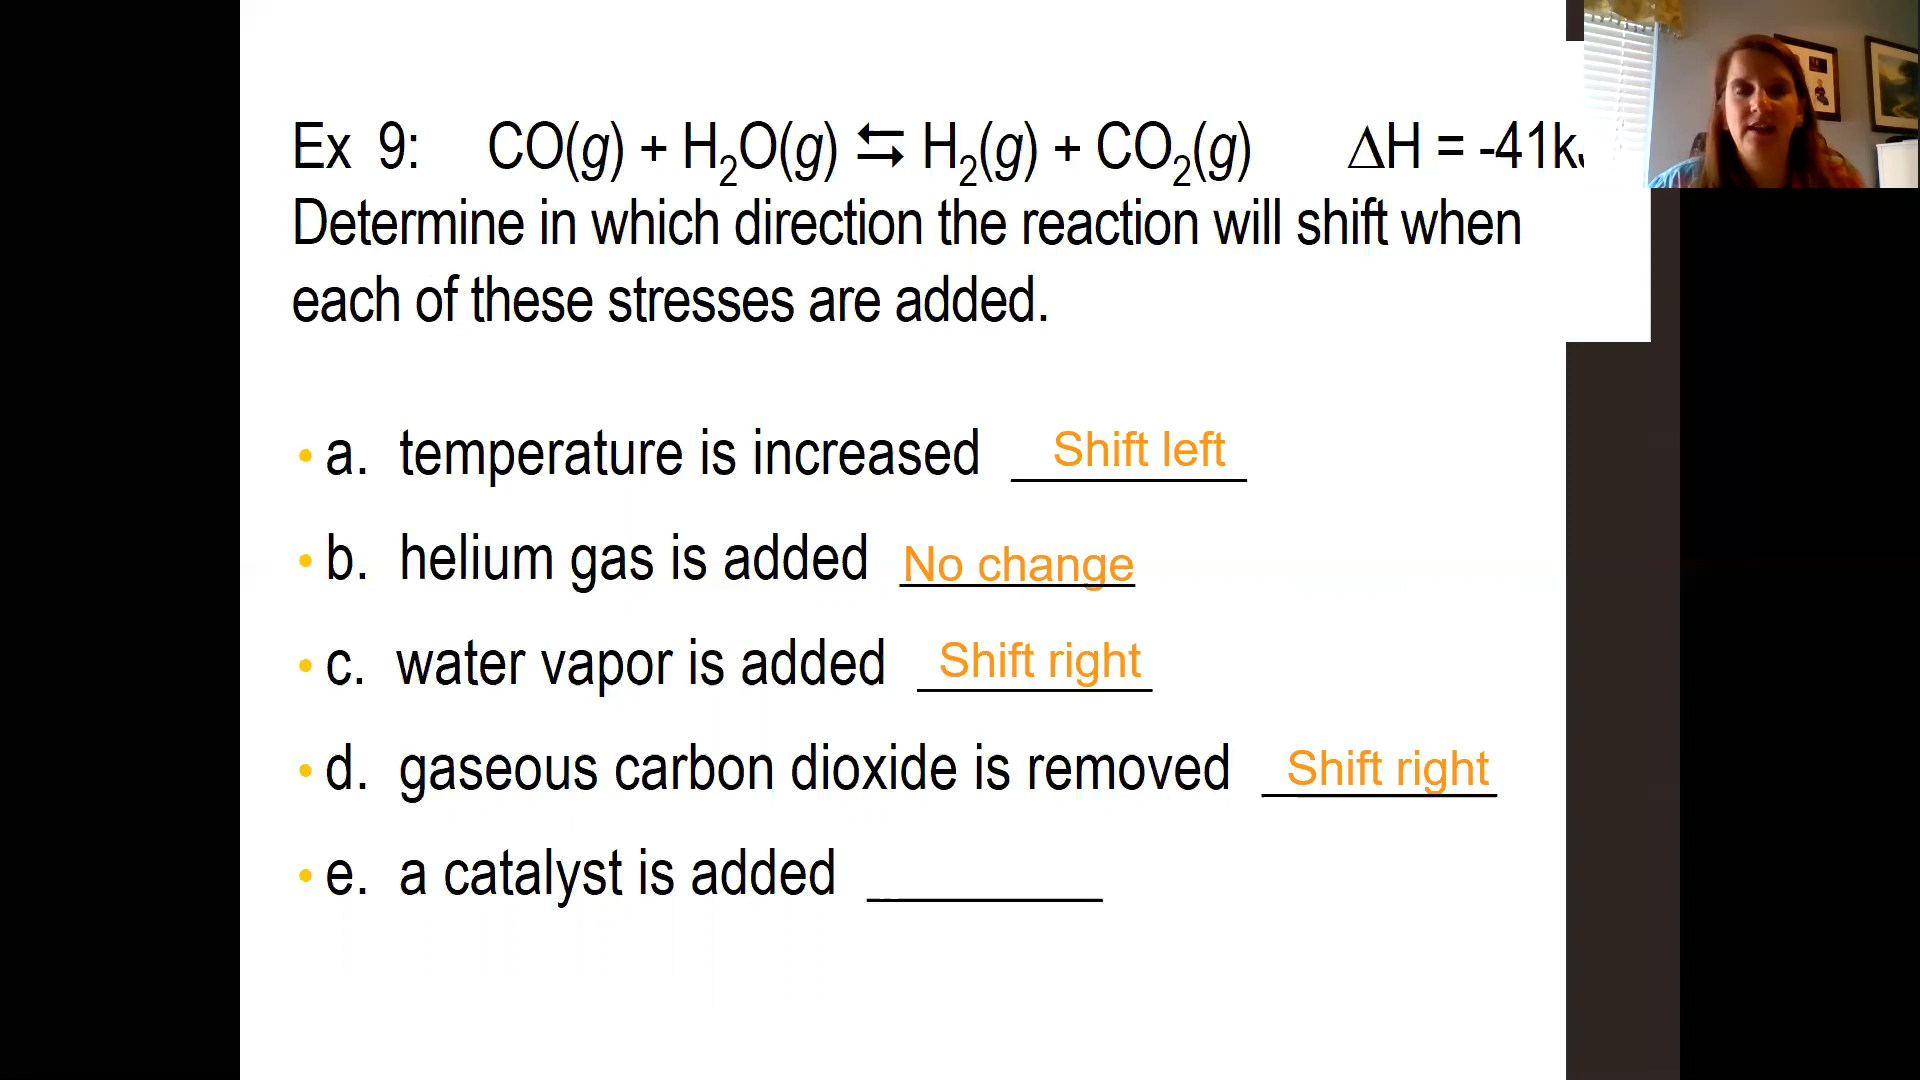 Ex 9: CO(g) + H₂O(g) ⇆ H₂(g) + CO₂(g) ΔH = -41kJ
Determine in which direction the reaction will shift when
each of these stresses are added.
• a. temperature is increased Shift left
• b. helium gas is added No change
• c. water vapor is added Shift right
• d. gaseous carbon dioxide is removed Shift right
• e. a catalyst is added _________